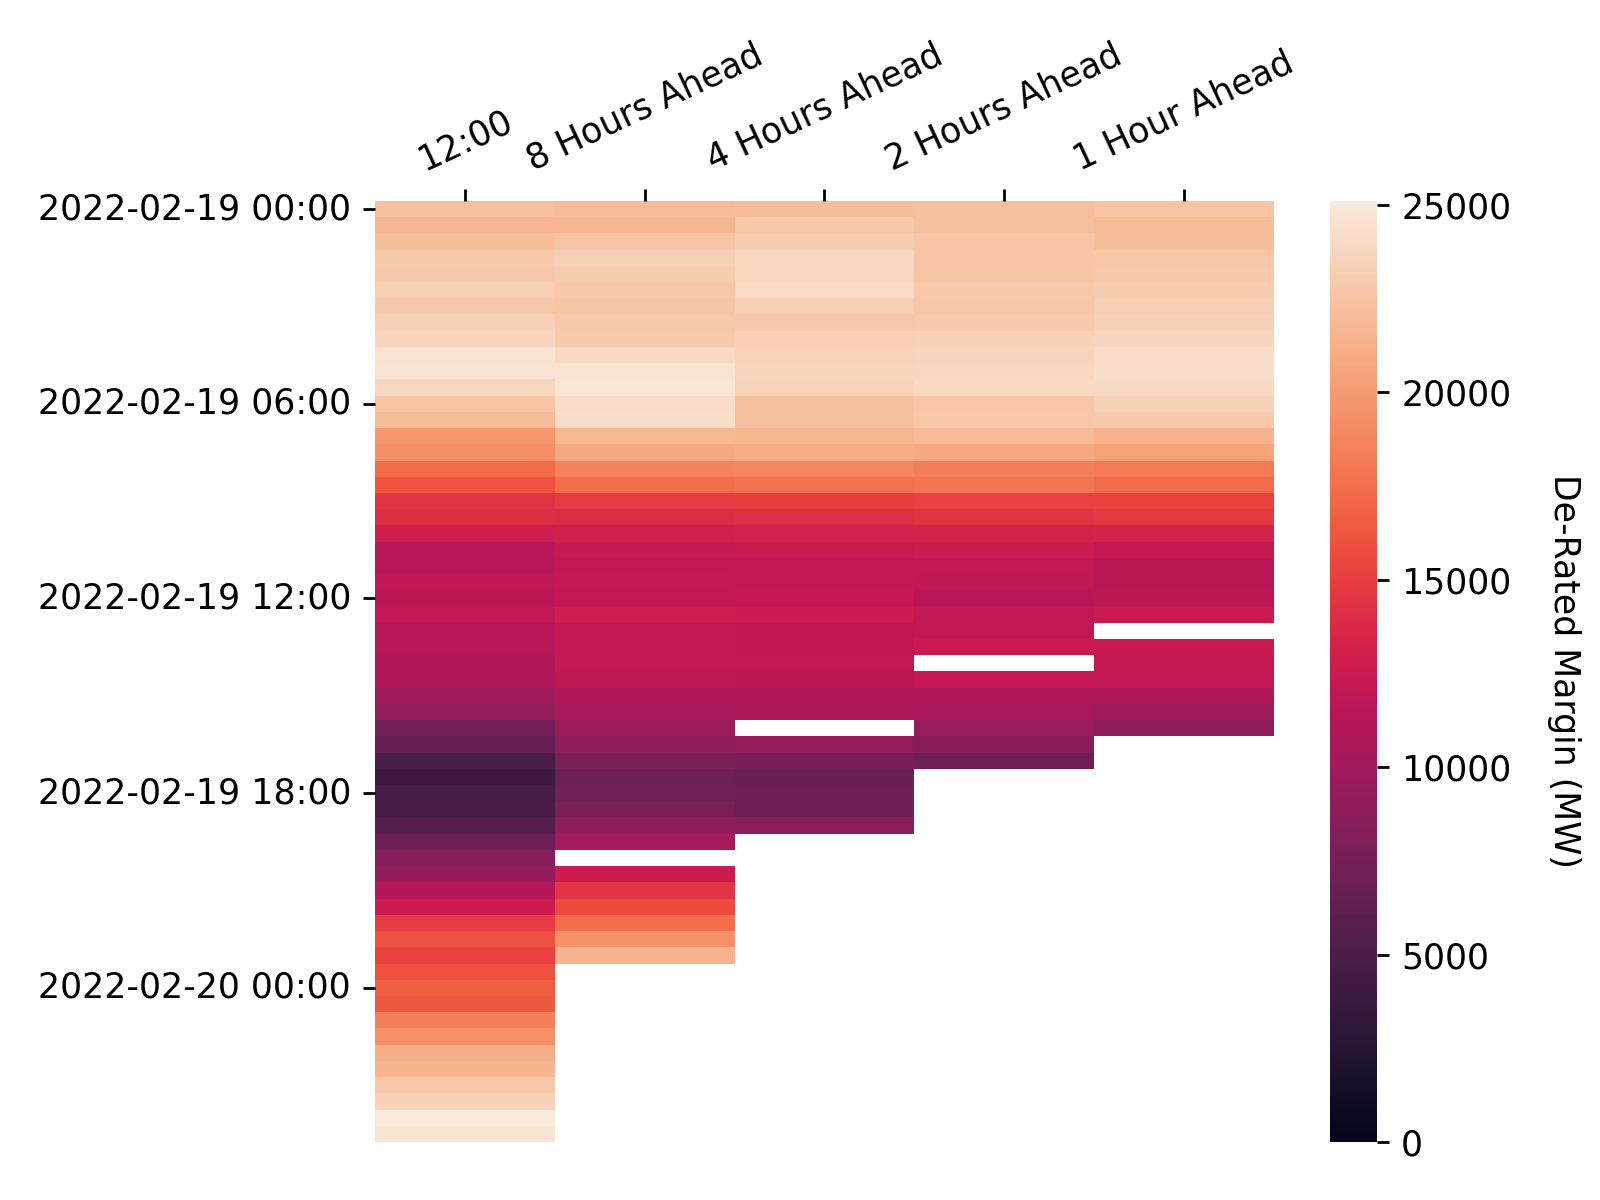 12:00
8 Hours Ahead
4 Hours Ahead
2 Hours Ahead
1 Hour Ahead
2022-02-19 00:00
2022-02-19 06:00
2022-02-19 12:00
2022-02-19 18:00
2022-02-20 00:00
25000
20000
15000
10000
5000
0
De-Rated Margin (MW)